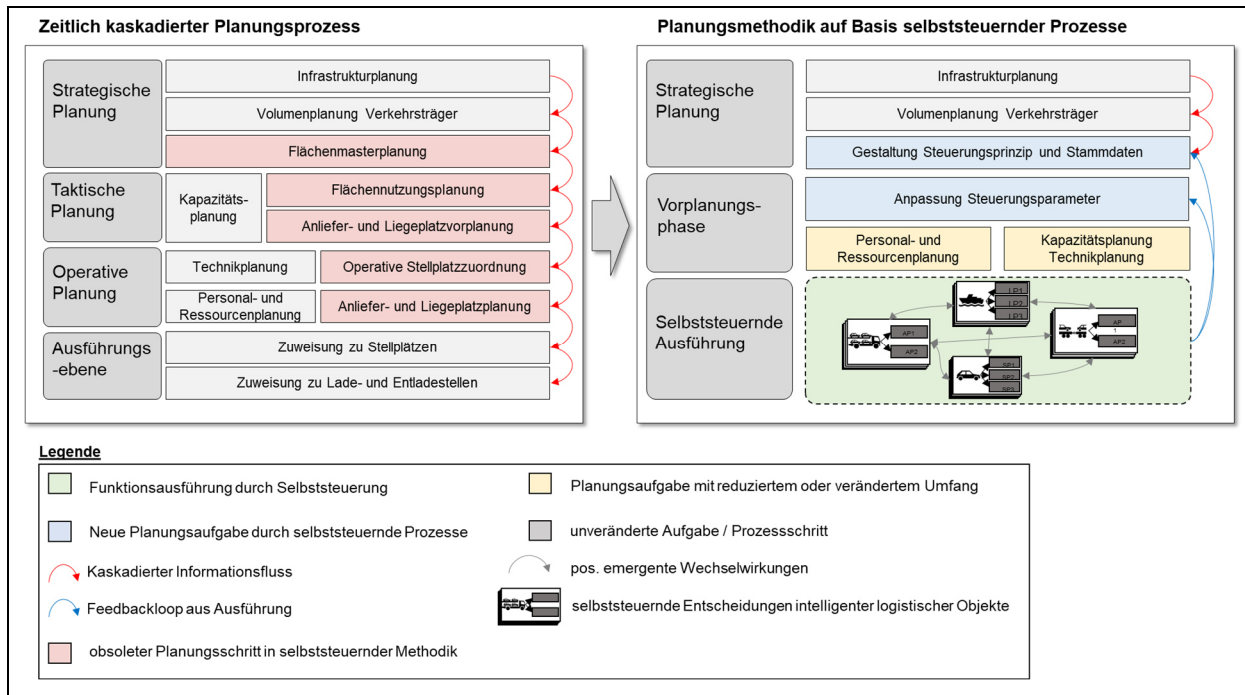 Zeitlich kaskadierter Planungsprozess
Strategische
Planung
Infrastrukturplanung
Volumenplanung Verkehrsträger
Flächenmasterplanung
Taktische
Planung
Kapazitäts-
planung
Flächennutzungsplanung
Anliefer- und Liegeplatzvorplanung
Operative
Planung
Technikplanung
Operative Stellplatzzuordnung
Personal- und
Ressourcenplanung
Anliefer- und Liegeplatzplanung
Ausführungs
-ebene
Zuweisung zu Stellplätzen
Zuweisung zu Lade- und Entladestellen
Planungsmethodik auf Basis selbststeuernder Prozesse
Strategische
Planung
Infrastrukturplanung
Volumenplanung Verkehrsträger
Gestaltung Steuerungsprinzip und Stammdaten
Vorplanungs-
phase
Anpassung Steuerungsparameter
Personal- und
Ressourcenplanung
Kapazitätsplanung
Technikplanung
Selbststeuernde
Ausführung
LP1
LP2
LP3
AP1
AP2
AP
1
AP2
SP1
SP2
SP3
Legende
Funktionsausführung durch Selbststeuerung
Neue Planungsaufgabe durch selbststeuernde Prozesse
Kaskadierter Informationsfluss
Feedbackloop aus Ausführung
obsoleter Planungsschritt in selbststeuernder Methodik
Planungsaufgabe mit reduziertem oder verändertem Umfang
unveränderte Aufgabe / Prozessschritt
pos. emergente Wechselwirkungen
selbststeuernde Entscheidungen intelligenter logistischer Objekte